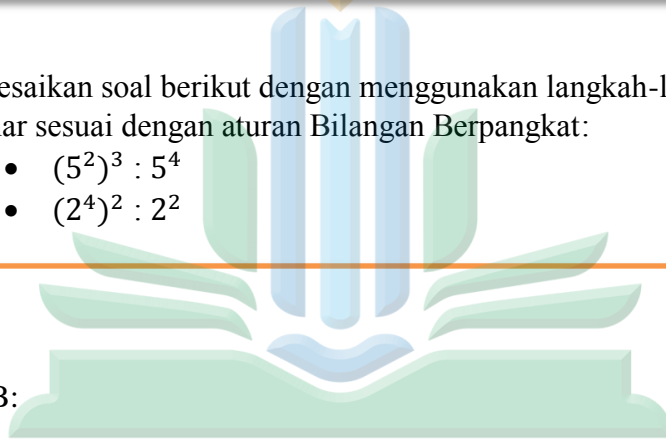 esaikan soal berikut dengan menggunakan langkah-l
ar sesuai dengan aturan Bilangan Berpangkat:
• (5²)³ : 5⁴
• (2⁴)² : 2²
3: